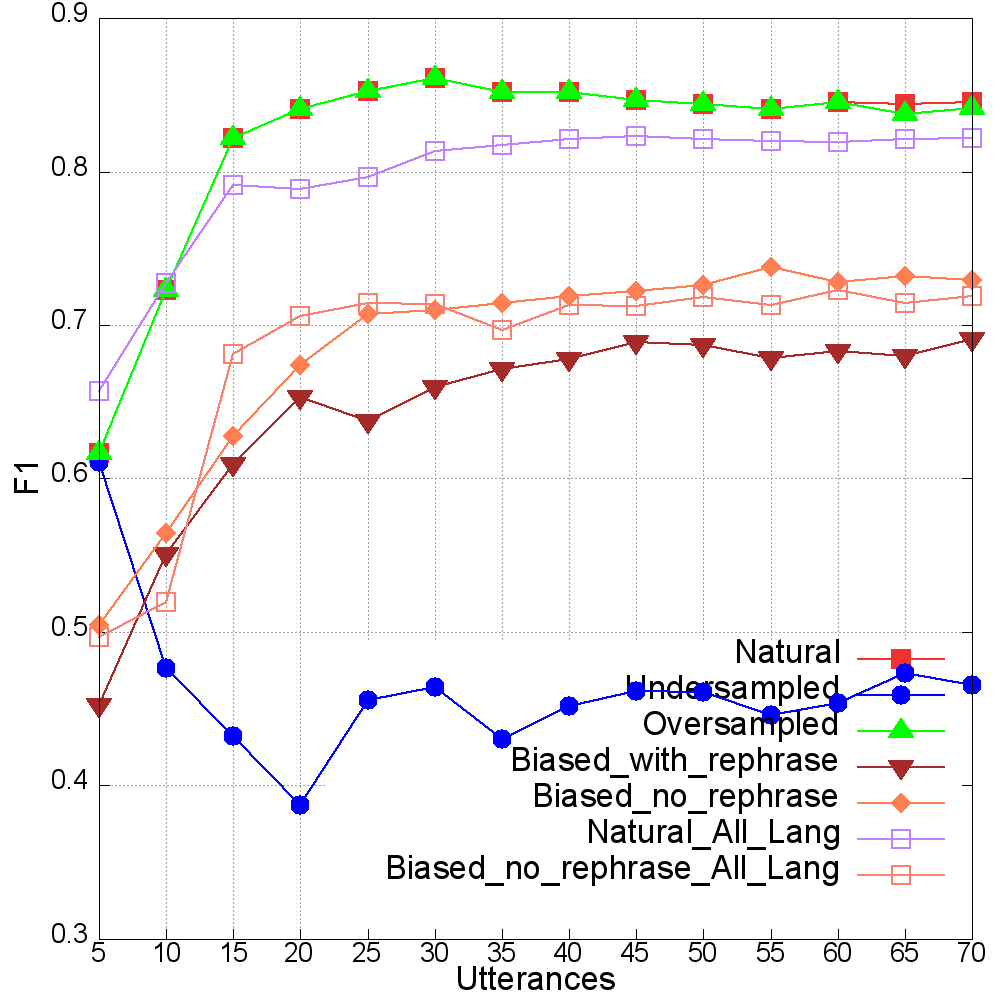 0.9
0.8
0.7
0.6
0.5
0.4
0.3
F1
Natural
Undersampled
Oversampled
Biased_with_rephrase
Biased_no_rephrase
Natural_All_Lang
Biased_no_rephrase_All_Lang
5 10 15 20 25 30 35 40 45 50 55 60 65 70
Utterances